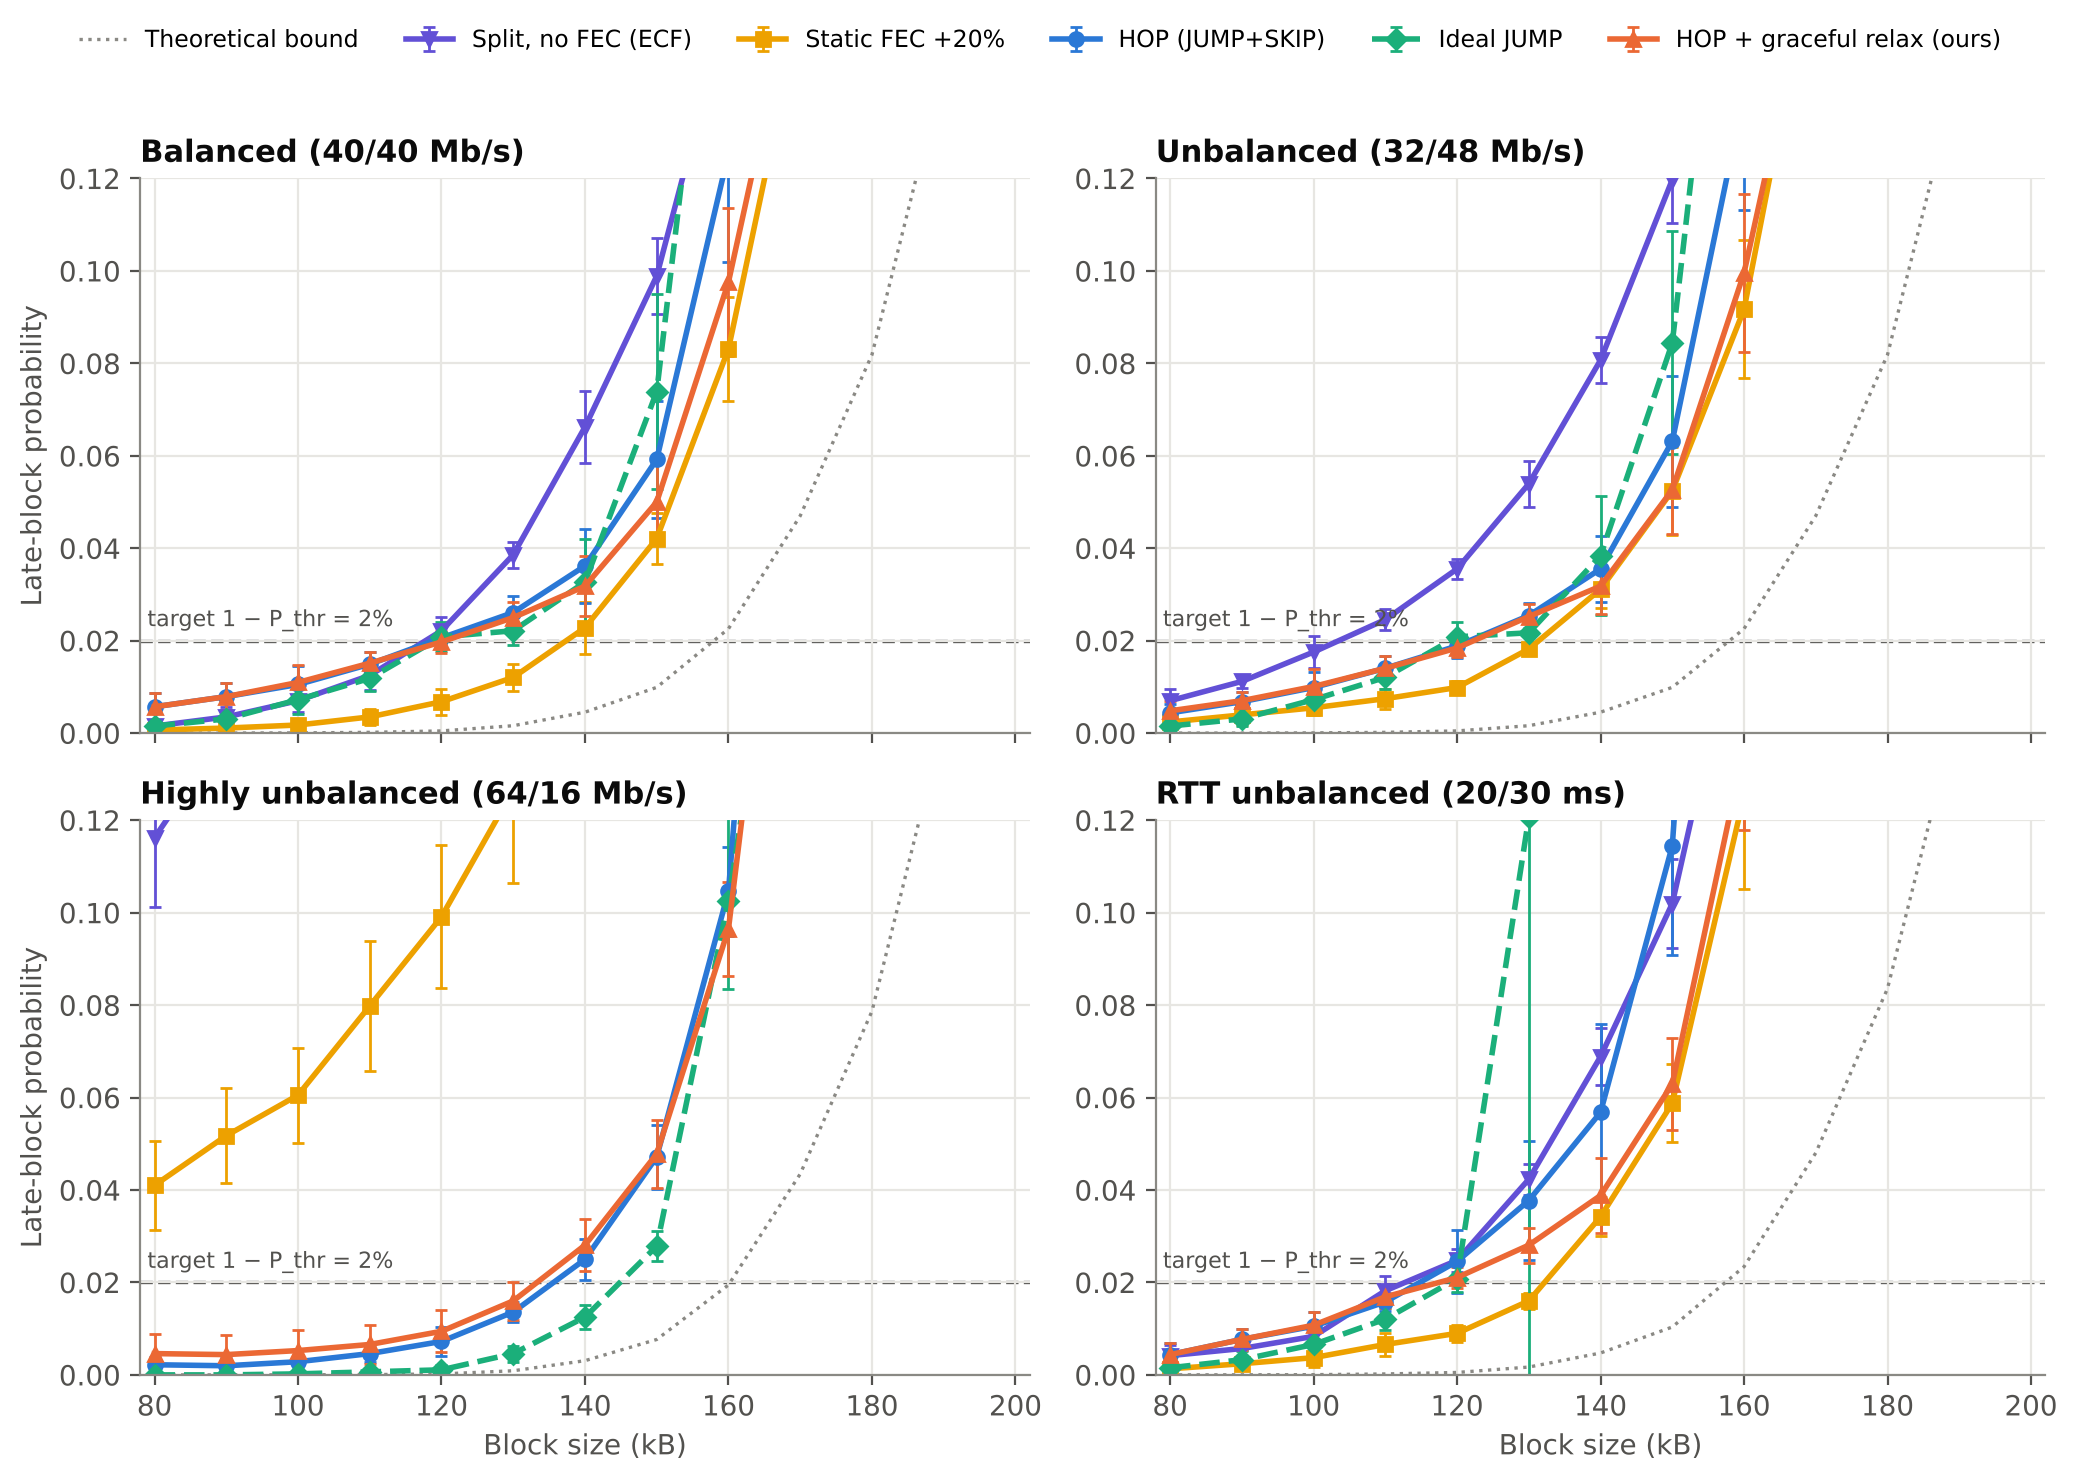 Theoretical bound Split, no FEC (ECF) Static FEC +20% HOP (JUMP+SKIP) Ideal JUMP HOP + graceful relax (ours)
Balanced (40/40 Mb/s)
Late-block probability
0.12
0.10
0.08
0.06
0.04
0.02
0.00
target 1 − P_thr = 2%
Unbalanced (32/48 Mb/s)
0.12
0.10
0.08
0.06
0.04
0.02
0.00
target 1 − P_thr = 2%
Highly unbalanced (64/16 Mb/s)
Late-block probability
0.12
0.10
0.08
0.06
0.04
0.02
0.00
target 1 − P_thr = 2%
80 100 120 140 160 180 200
Block size (kB)
RTT unbalanced (20/30 ms)
0.12
0.10
0.08
0.06
0.04
0.02
0.00
target 1 − P_thr = 2%
80 100 120 140 160 180 200
Block size (kB)